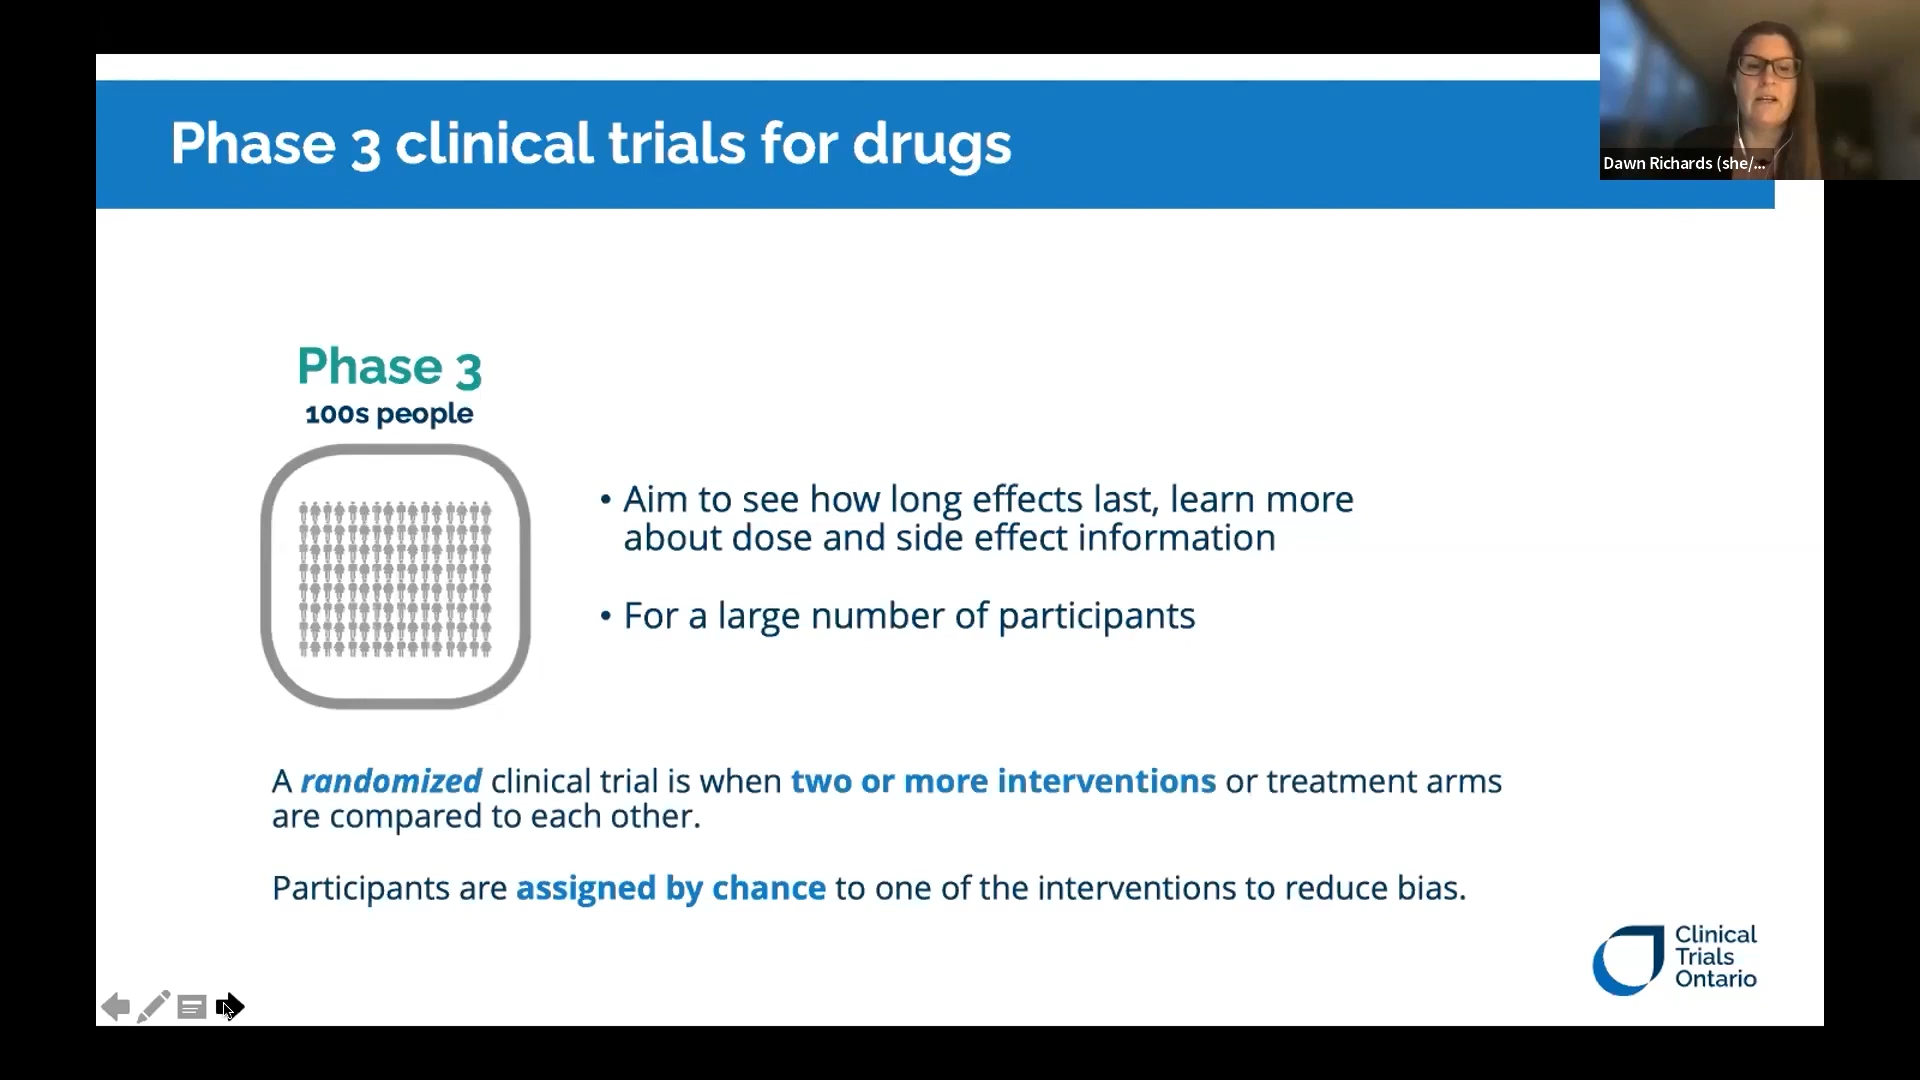 Phase 3 clinical trials for drugs
Dawn Richards (she/...
Phase 3
100s people
• Aim to see how long effects last, learn more
about dose and side effect information
• For a large number of participants
A randomized clinical trial is when two or more interventions or treatment arms
are compared to each other.
Participants are assigned by chance to one of the interventions to reduce bias.
Clinical
Trials
Ontario